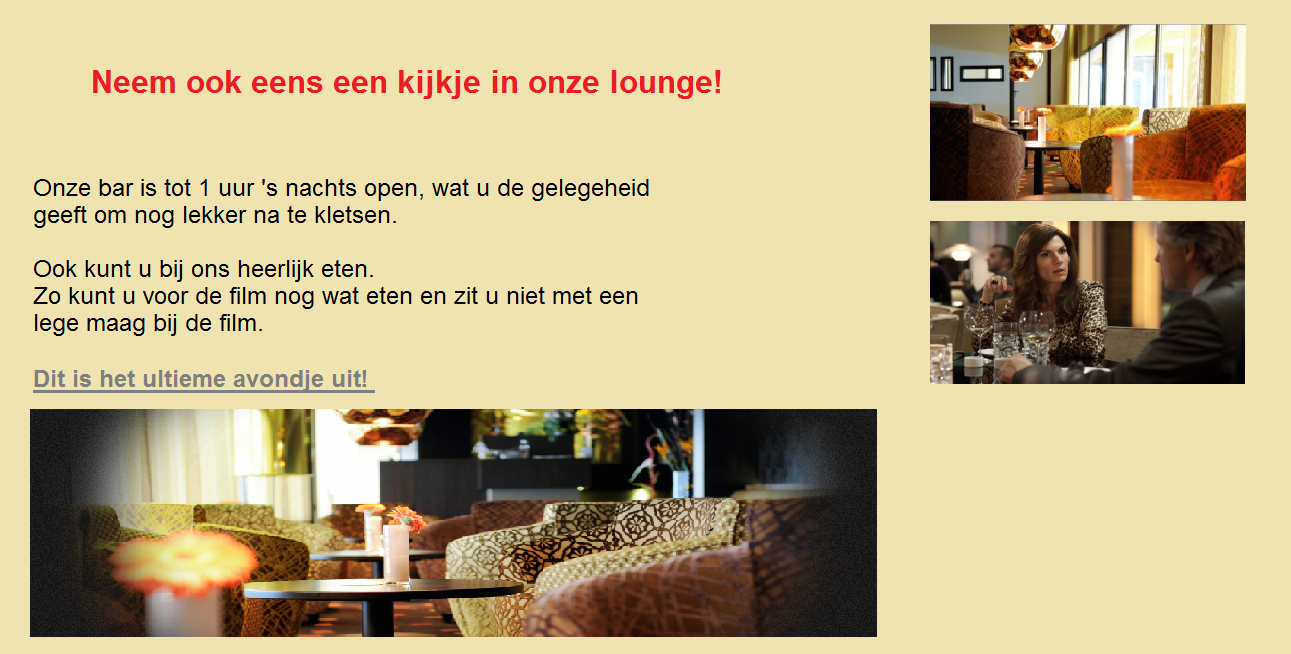 Neem ook eens een kijkje in onze lounge!
Onze bar is tot 1 uur 's nachts open, wat u de gelegeheid
geeft om nog lekker na te kletsen.
Ook kunt u bij ons heerlijk eten.
Zo kunt u voor de film nog wat eten en zit u niet met een
lege maag bij de film.
Dit is het ultieme avondje uit!